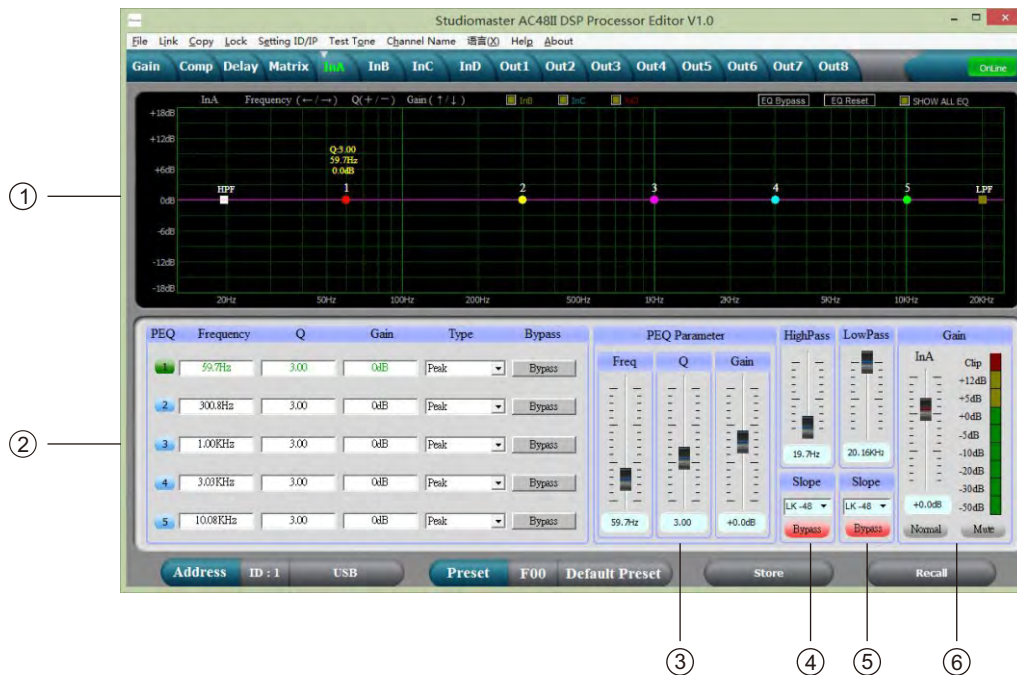 Studiomaster AC48II DSP Processor Editor V1.0
File Link Copy Lock Setting ID/IP Test Tone Channel Name 语言(X) Help About
Gain Comp Delay Matrix InA InB InC InD Out1 Out2 Out3 Out4 Out5 Out6 Out7 Out8 OnLine
InA Frequency (←/→) Q(+/−) Gain(↑/↓) InB InC InD EQ Bypass EQ Reset SHOW ALL EQ
+18dB
+12dB
Q:3.00
59.7Hz
0.0dB
+6dB
HPF 1 2 3 4 5 LPF
0dB
-6dB
-12dB
-18dB
20Hz 50Hz 100Hz 200Hz 500Hz 1KHz 2KHz 5KHz 10KHz 20KHz
①
PEQ Frequency Q Gain Type Bypass
1 59.7Hz 3.00 0dB Peak Bypass
2 300.8Hz 3.00 0dB Peak Bypass
3 1.00KHz 3.00 0dB Peak Bypass
4 3.03KHz 3.00 0dB Peak Bypass
5 10.08KHz 3.00 0dB Peak Bypass
②
PEQ Parameter
Freq Q Gain
59.7Hz 3.00 +0.0dB
HighPass
19.7Hz
Slope
LK -48
Bypass
LowPass
20.16KHz
Slope
LK -48
Bypass
Gain
InA
+0.0dB
Normal
Clip
+12dB
+5dB
+0dB
-5dB
-10dB
-20dB
-30dB
-50dB
Mute
Address ID : 1 USB Preset F00 Default Preset Store Recall
③ ④ ⑤ ⑥